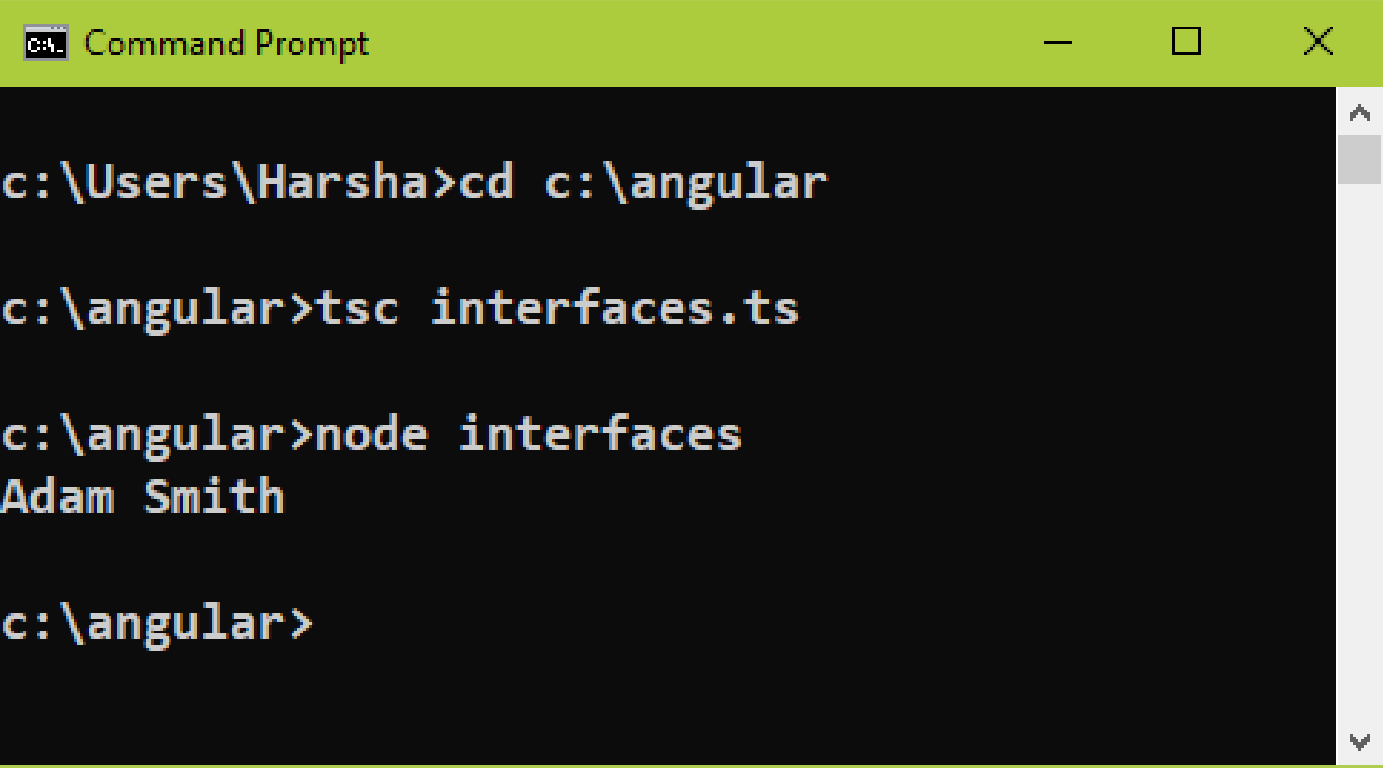 Command Prompt
c:\Users\Harsha>cd c:\angular
c:\angular>tsc interfaces.ts
c:\angular>node interfaces
Adam Smith
c:\angular>